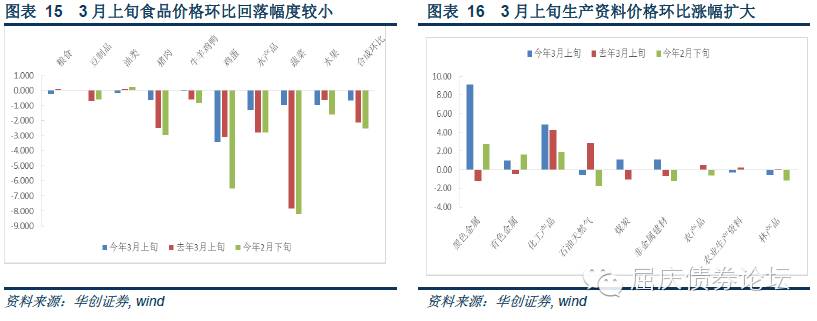 图表 15 3月上旬食品价格环比回落幅度较小
粮食
豆制品
油类
猪肉
牛羊鸡鸭
鸡蛋
水产品
蔬菜
水果
合成环比
1.000
0.000
-1.000
-2.000
-3.000
-4.000
-5.000
-6.000
-7.000
-8.000
-9.000
今年3月上旬 去年3月上旬 今年2月下旬
资料来源：华创证券, wind
图表 16 3月上旬生产资料价格环比涨幅扩大
今年3月上旬 去年3月上旬 今年2月下旬
10.00
8.00
6.00
4.00
2.00
0.00
-2.00
-4.00
黑色金属
有色金属
化工产品
石油天然气
煤炭
非金属建材
农产品
农业生产资料
林产品
屈庆债券论坛
资料来源：华创证券, wind